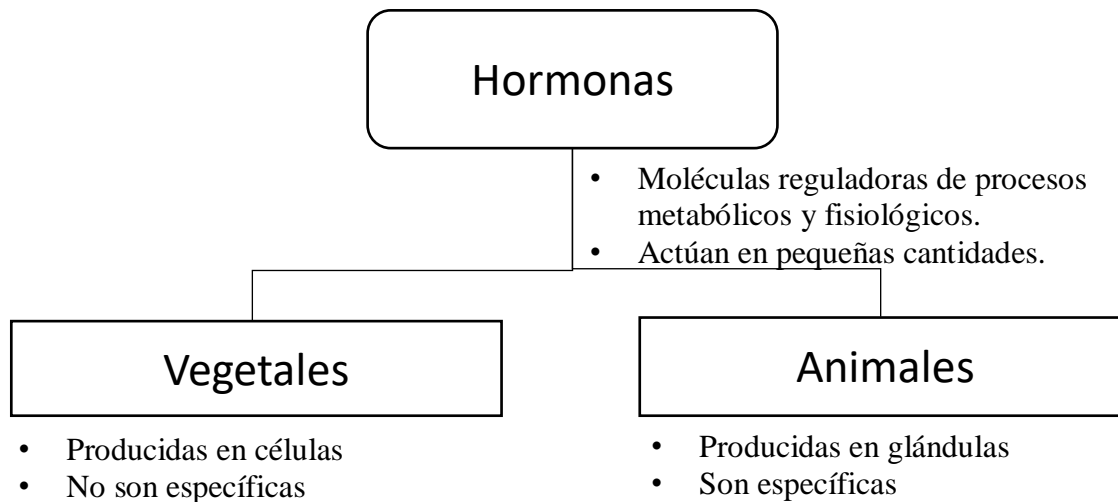 Hormonas
• Moléculas reguladoras de procesos
metabólicos y fisiológicos.
• Actúan en pequeñas cantidades.
Vegetales
• Producidas en células
• No son específicas
Animales
• Producidas en glándulas
• Son específicas